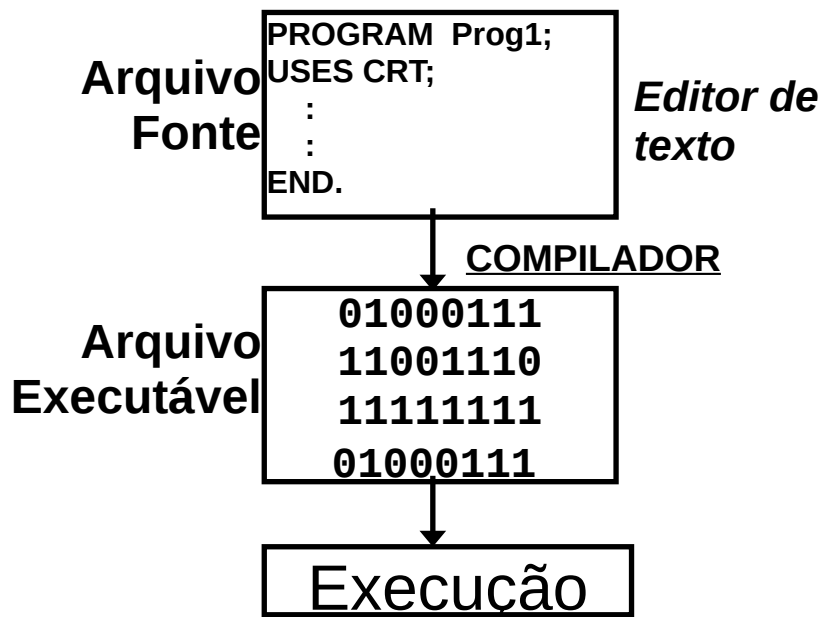 Arquivo
Fonte
PROGRAM Prog1;
USES CRT;
:
:
END.
Editor de
texto
COMPILADOR
Arquivo
Executável
01000111
11001110
11111111
01000111
Execução